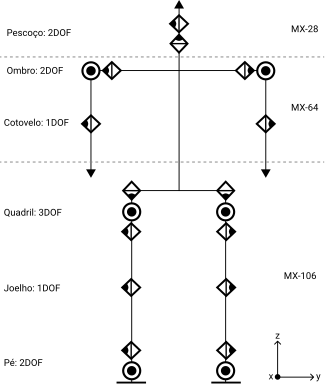 Pescoço: 2DOF
MX-28
Ombro: 2DOF
MX-64
Cotovelo: 1DOF
Quadril: 3DOF
MX-106
Joelho: 1DOF
z
Pé: 2DOF
x y